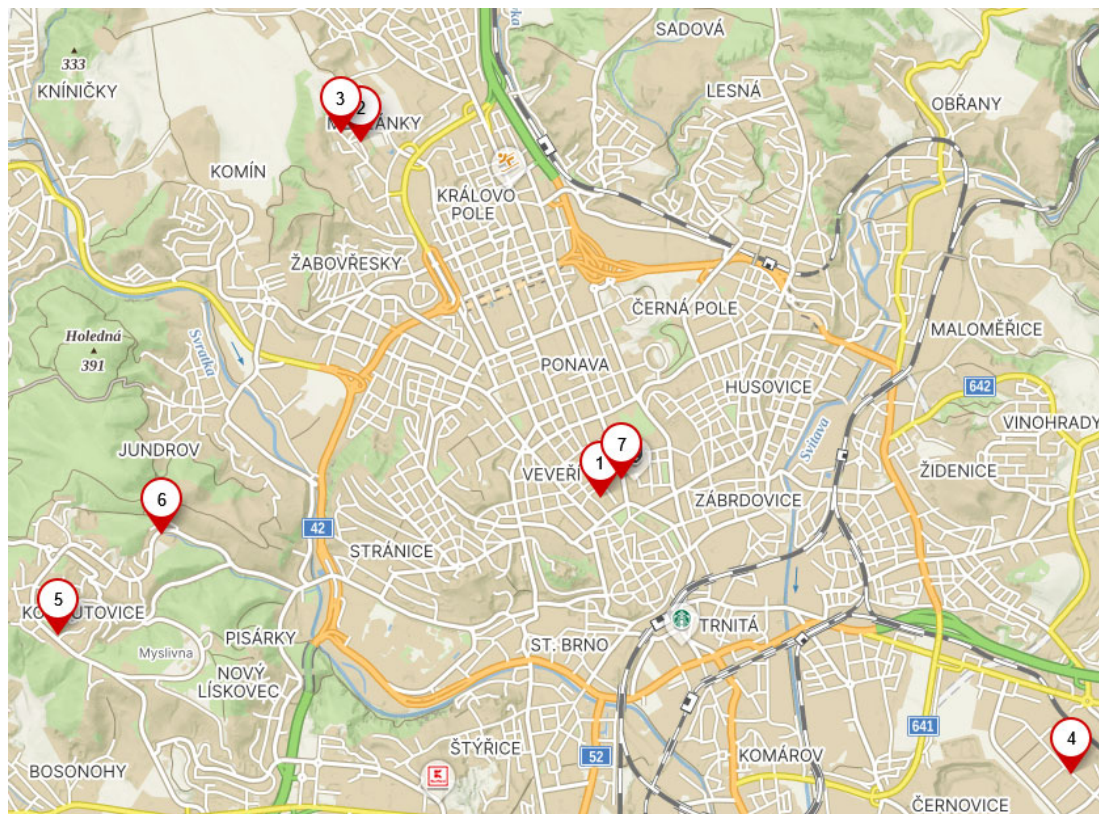 SADOVÁ
333
KNÍNIČKY
LESNÁ
OBŘANY
3
2
KOMÍN
KRÁLOVO
POLE
ŽABOVŘESKY
ČERNÁ POLE
Holedná
391
Svratka
MALOMĚŘICE
PONAVA
HUSOVICE
642
VINOHRADY
JUNDROV
7
1
VEVEŘÍ
Svitava
ŽIDENICE
6
ZÁBRDOVICE
42
STRÁNICE
5
PISÁRKY
Myslivna
TRNITÁ
ST. BRNO
NOVÝ
LÍSKOVEC
641
4
ŠTÝŘICE
52
KOMÁROV
BOSONOHY
ČERNOVICE